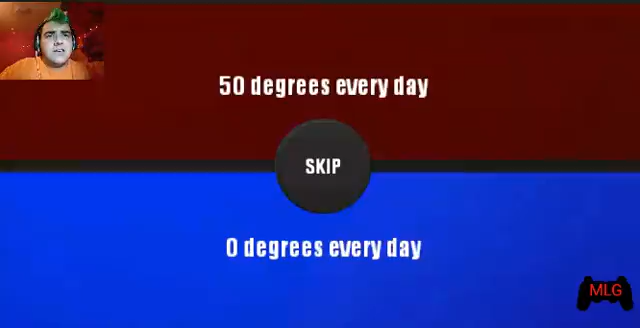 50 degrees every day
SKIP
0 degrees every day
MLG